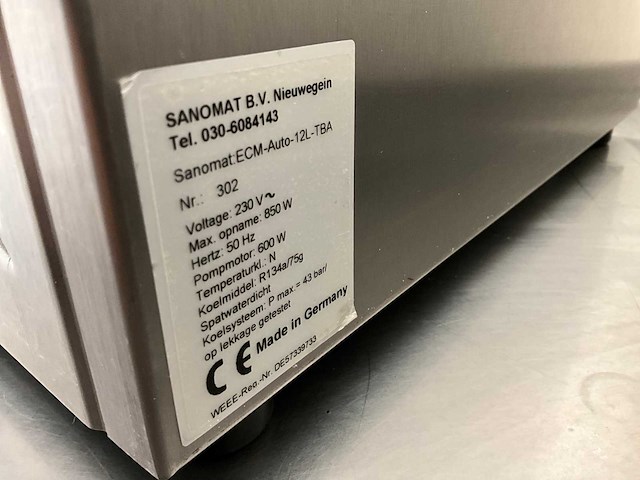 SANOMAT B.V. Nieuwegein
Tel. 030-6084143
Sanomat:ECM-Auto-12L-TBA
Nr.: 302
Voltage: 230 V~
Max. opname: 850 W
Hertz: 50 Hz
Pompmotor: 600 W
Temperaturkl.: N
Koelmiddel: R134a/75g
Spatwaterdicht
Koelsysteem: P max.= 43 bar/
op lekkage getestet
CE Made in Germany
WEEE-Reg.-Nr. DE57339733